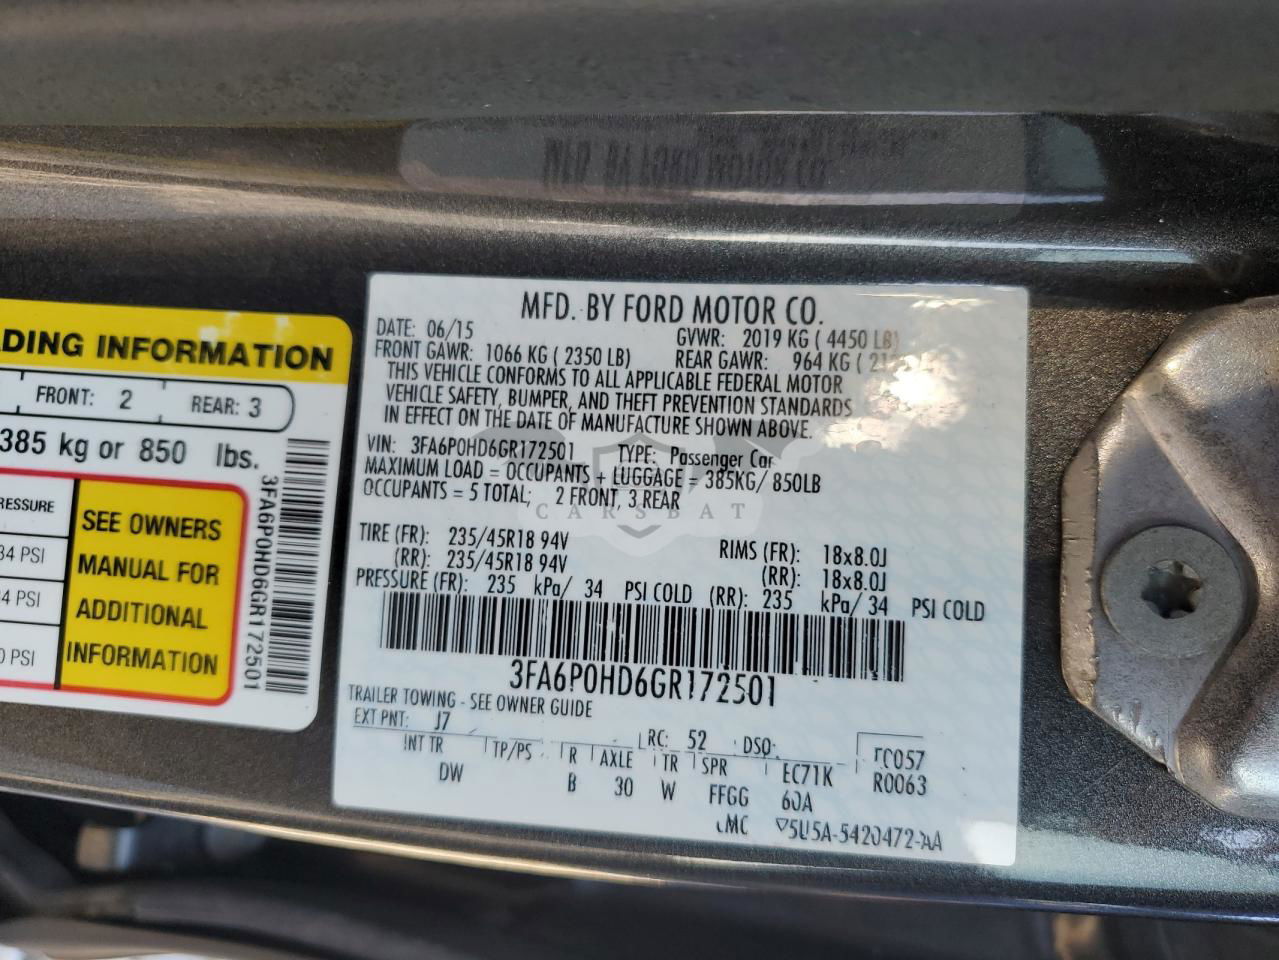 MFD. BY FORD MOTOR CO.
DATE: 06/15 GVWR: 2019 KG ( 4450 LB)
FRONT GAWR: 1066 KG ( 2350 LB) REAR GAWR: 964 KG (
THIS VEHICLE CONFORMS TO ALL APPLICABLE FEDERAL MOTOR
VEHICLE SAFETY, BUMPER, AND THEFT PREVENTION STANDARDS
IN EFFECT ON THE DATE OF MANUFACTURE SHOWN ABOVE.
VIN: 3FA6P0HD6GR172501 TYPE: Passenger Car
MAXIMUM LOAD = OCCUPANTS + LUGGAGE = 385KG/ 850LB
OCCUPANTS = 5 TOTAL; 2 FRONT, 3 REAR
CARSBAT
TIRE (FR): 235/45R18 94V RIMS (FR): 18x8.0J
(RR): 235/45R18 94V (RR): 18x8.0J
PRESSURE (FR): 235 kPa/ 34 PSI COLD (RR): 235 kPa/ 34 PSI COLD
3FA6P0HD6GR172501
TRAILER TOWING - SEE OWNER GUIDE
EXT PNT: J7 RC: 52 DSO:
INT TR TP/PS R AXLE TR SPR EC71K R0063
DW B 30 W FFGG 60A
5U5A-5420472-AA
ADING INFORMATION
FRONT: 2 REAR: 3
385 kg or 850 lbs.
SEE OWNERS
MANUAL FOR
ADDITIONAL
INFORMATION
PSI
PSI
PSI
3FA6P0HD6GR172501